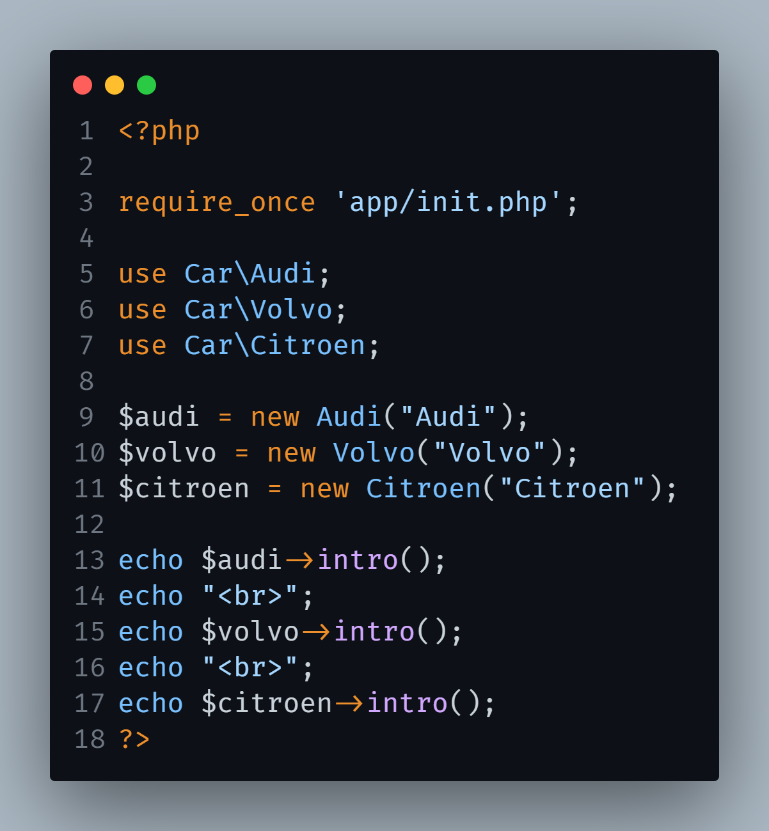 1 <?php
2
3 require_once 'app/init.php';
4
5 use Car\Audi;
6 use Car\Volvo;
7 use Car\Citroen;
8
9 $audi = new Audi("Audi");
10 $volvo = new Volvo("Volvo");
11 $citroen = new Citroen("Citroen");
12
13 echo $audi->intro();
14 echo "<br>";
15 echo $volvo->intro();
16 echo "<br>";
17 echo $citroen->intro();
18 ?>